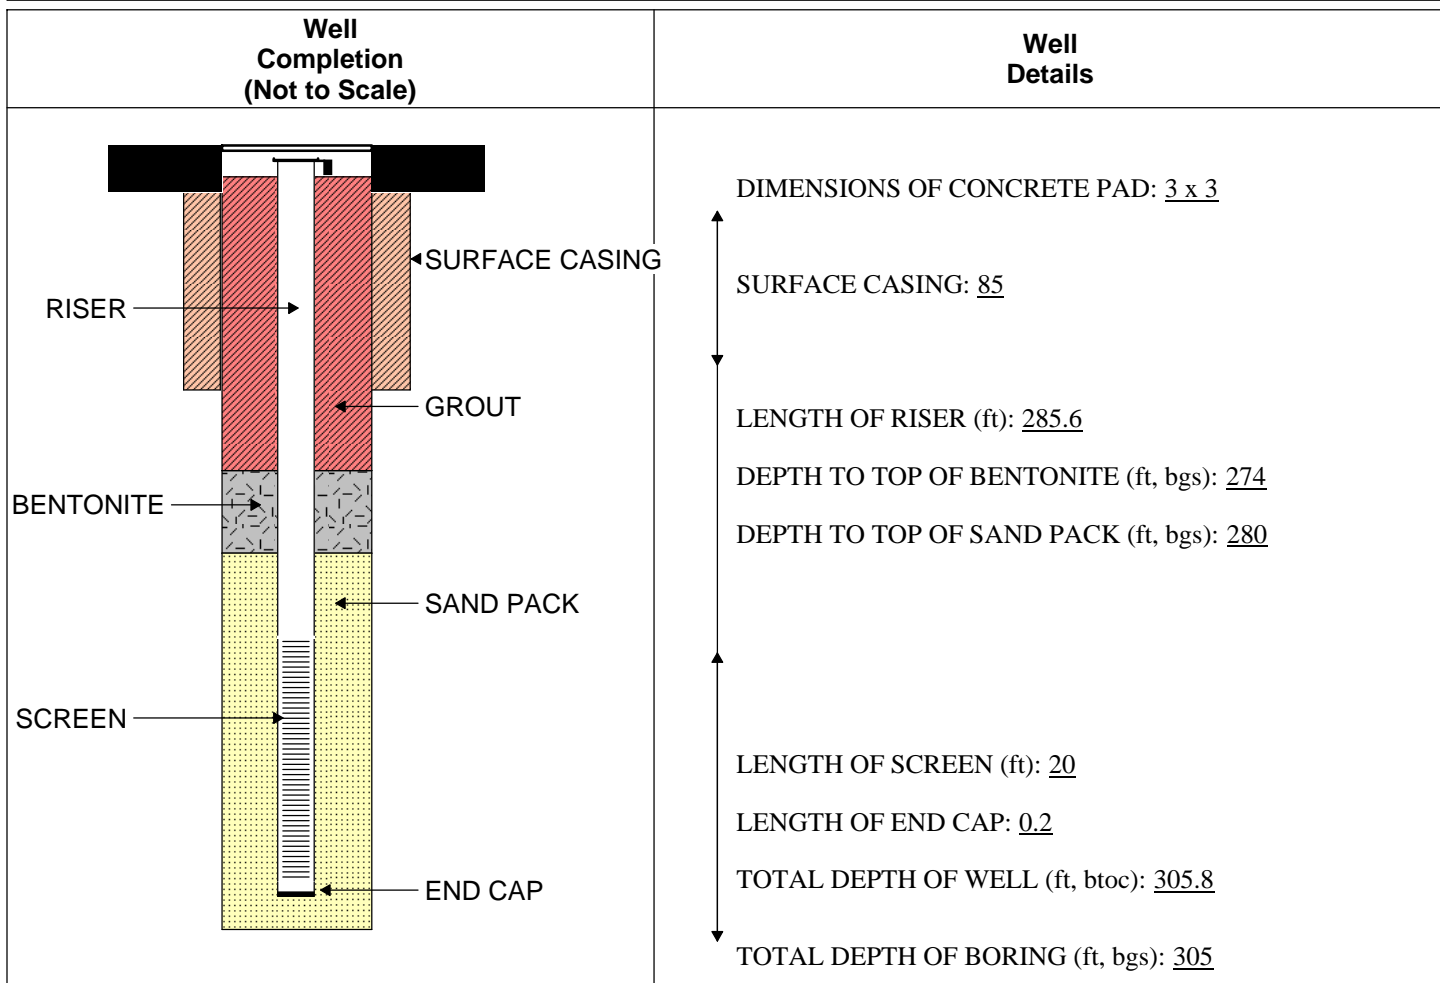 Well
Completion
(Not to Scale)
Well
Details
SURFACE CASING
RISER
GROUT
BENTONITE
SAND PACK
SCREEN
END CAP
DIMENSIONS OF CONCRETE PAD: 3 x 3
SURFACE CASING: 85
LENGTH OF RISER (ft): 285.6
DEPTH TO TOP OF BENTONITE (ft, bgs): 274
DEPTH TO TOP OF SAND PACK (ft, bgs): 280
LENGTH OF SCREEN (ft): 20
LENGTH OF END CAP: 0.2
TOTAL DEPTH OF WELL (ft, btoc): 305.8
TOTAL DEPTH OF BORING (ft, bgs): 305